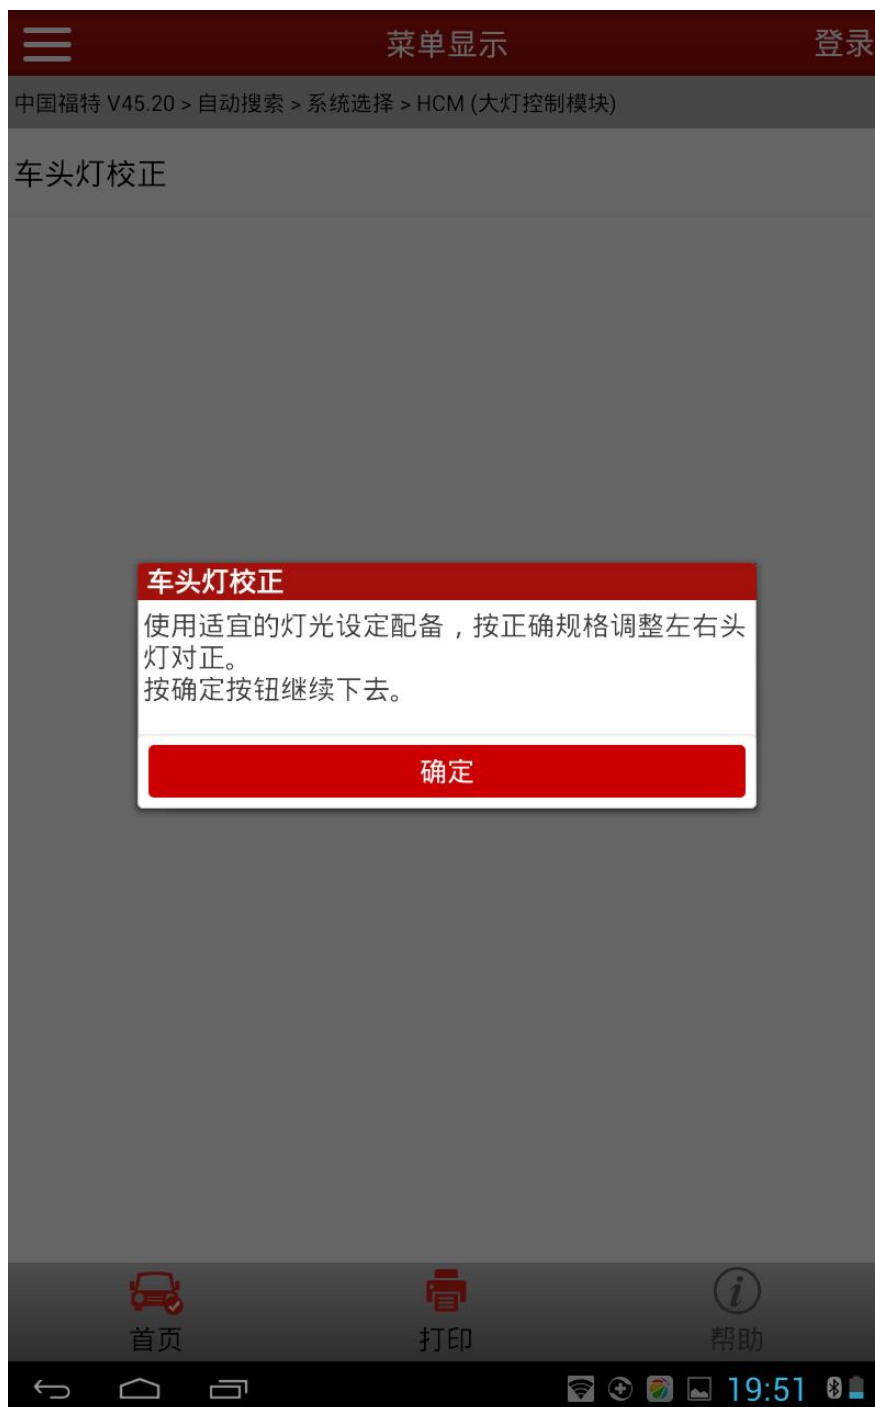 菜单显示
登录
中国福特 V45.20 > 自动搜索 > 系统选择 > HCM (大灯控制模块)
车头灯校正
车头灯校正
使用适宜的灯光设定配备，按正确规格调整左右头
灯对正。
按确定按钮继续下去。
确定
首页
打印
帮助
19:51